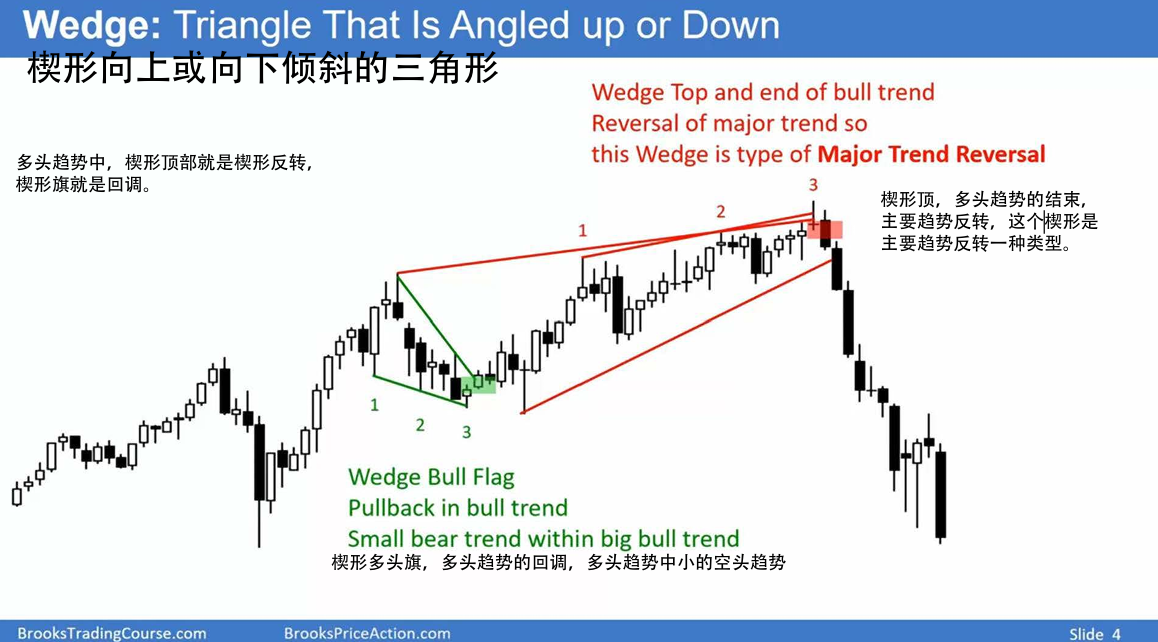 Wedge: Triangle That Is Angled up or Down
楔形向上或向下倾斜的三角形
Wedge Top and end of bull trend
Reversal of major trend so
this Wedge is type of Major Trend Reversal
多头趋势中，楔形顶部就是楔形反转，
楔形旗就是回调。
楔形顶，多头趋势的结束，
主要趋势反转，这个楔形是
主要趋势反转一种类型。
3
2
1
1
2
3
Wedge Bull Flag
Pullback in bull trend
Small bear trend within big bull trend
楔形多头旗，多头趋势的回调，多头趋势中小的空头趋势
BrooksTradingCourse.com
BrooksPriceAction.com
Slide 4